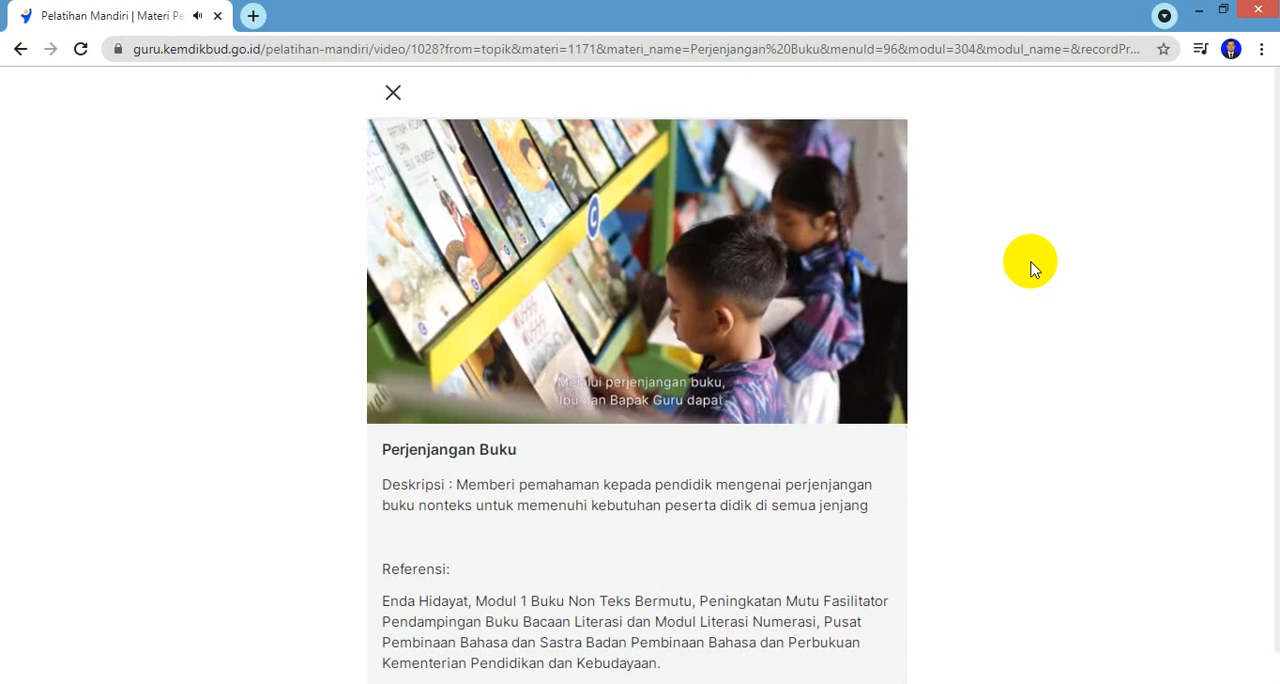 Pelatihan Mandiri | Materi Pe
guru.kemdikbud.go.id/pelatihan-mandiri/video/1028?from=topik&materi=1171&materi_name=Perjenjangan%20Buku&menuId=96&modul=304&modul_name=&recordPr...
C
Melalui perjenjangan buku,
Ibu dan Bapak Guru dapat
Perjenjangan Buku
Deskripsi : Memberi pemahaman kepada pendidik mengenai perjenjangan
buku nonteks untuk memenuhi kebutuhan peserta didik di semua jenjang
Referensi:
Enda Hidayat, Modul 1 Buku Non Teks Bermutu, Peningkatan Mutu Fasilitator
Pendampingan Buku Bacaan Literasi dan Modul Literasi Numerasi, Pusat
Pembinaan Bahasa dan Sastra Badan Pembinaan Bahasa dan Perbukuan
Kementerian Pendidikan dan Kebudayaan.